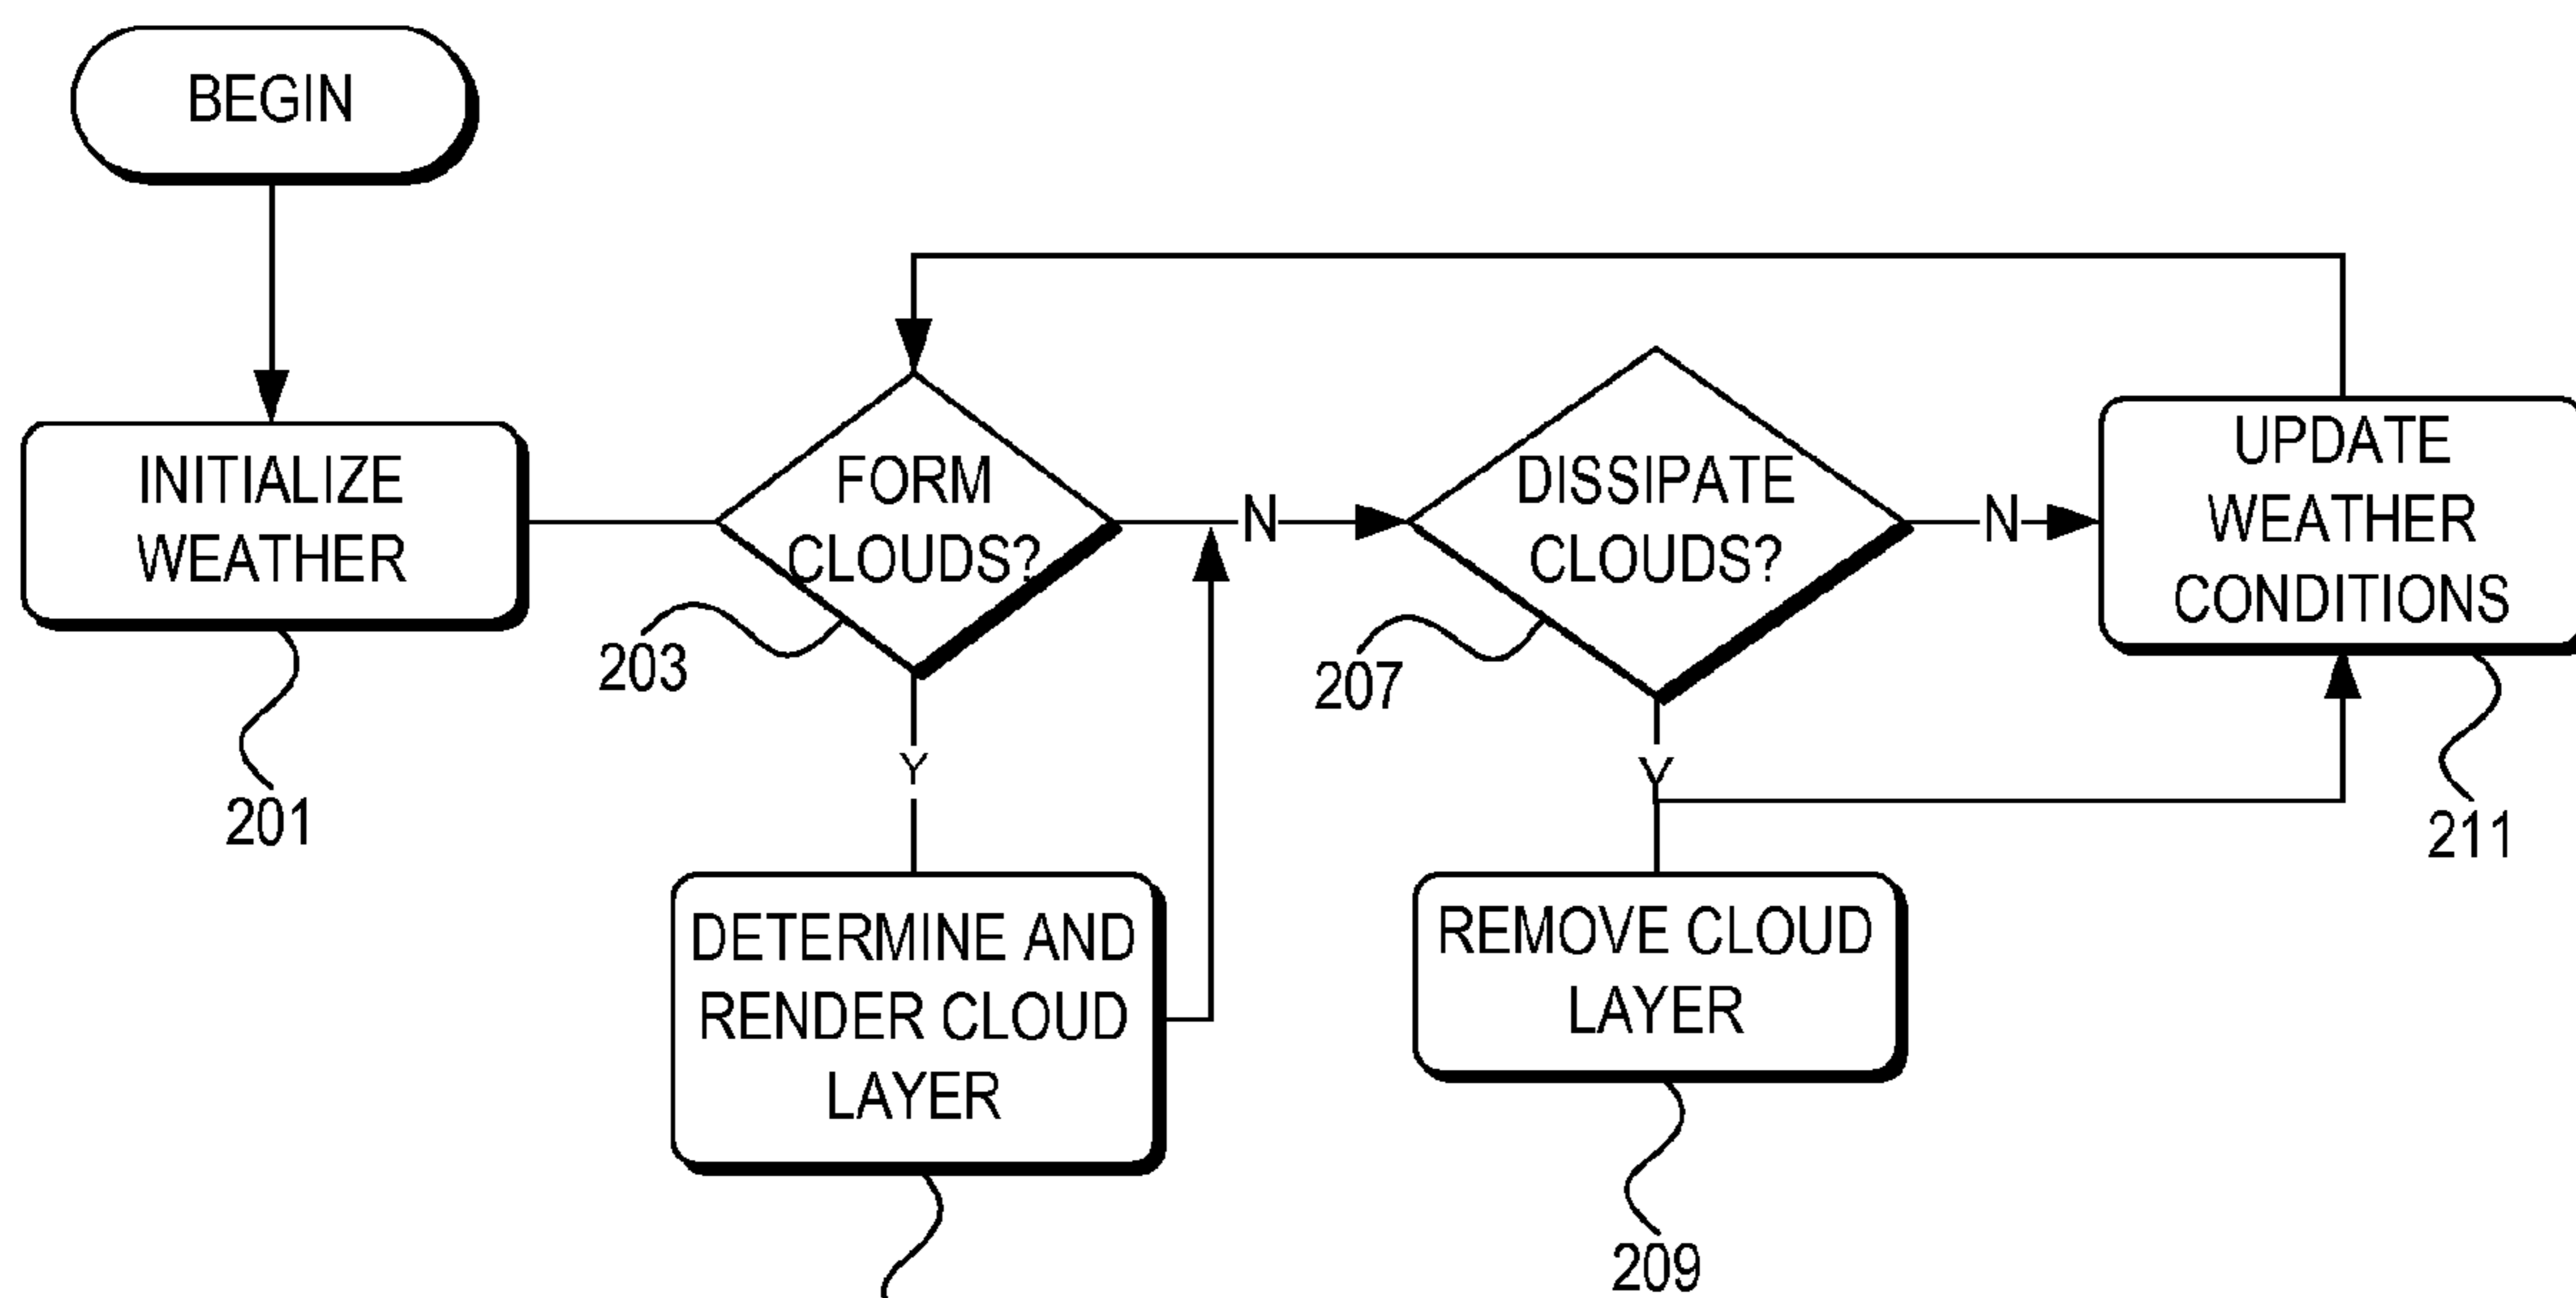 BEGIN
INITIALIZE
WEATHER
201
FORM
CLOUDS?
203
N
Y
DETERMINE AND
RENDER CLOUD
LAYER
DISSIPATE
CLOUDS?
207
N
Y
REMOVE CLOUD
LAYER
209
UPDATE
WEATHER
CONDITIONS
211